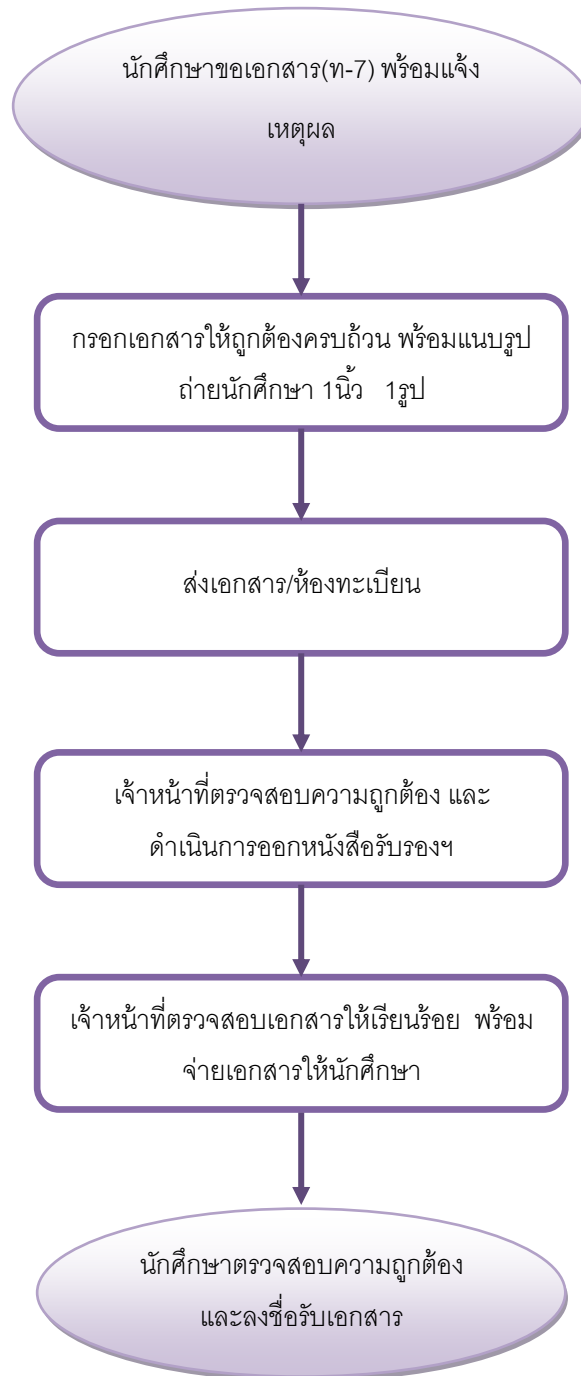 นักศึกษาขอเอกสาร(ท-7) พร้อมแจ้ง
เหตุผล
กรอกเอกสารให้ถูกต้องครบถ้วน พร้อมแนบรูป
ถ่ายนักศึกษา 1นิ้ว 1รูป
ส่งเอกสาร/ห้องทะเบียน
เจ้าหน้าที่ตรวจสอบความถูกต้อง และ
ดำเนินการออกหนังสือรับรองฯ
เจ้าหน้าที่ตรวจสอบเอกสารให้เรียนร้อย พร้อม
จ่ายเอกสารให้นักศึกษา
นักศึกษาตรวจสอบความถูกต้อง
และลงชื่อรับเอกสาร